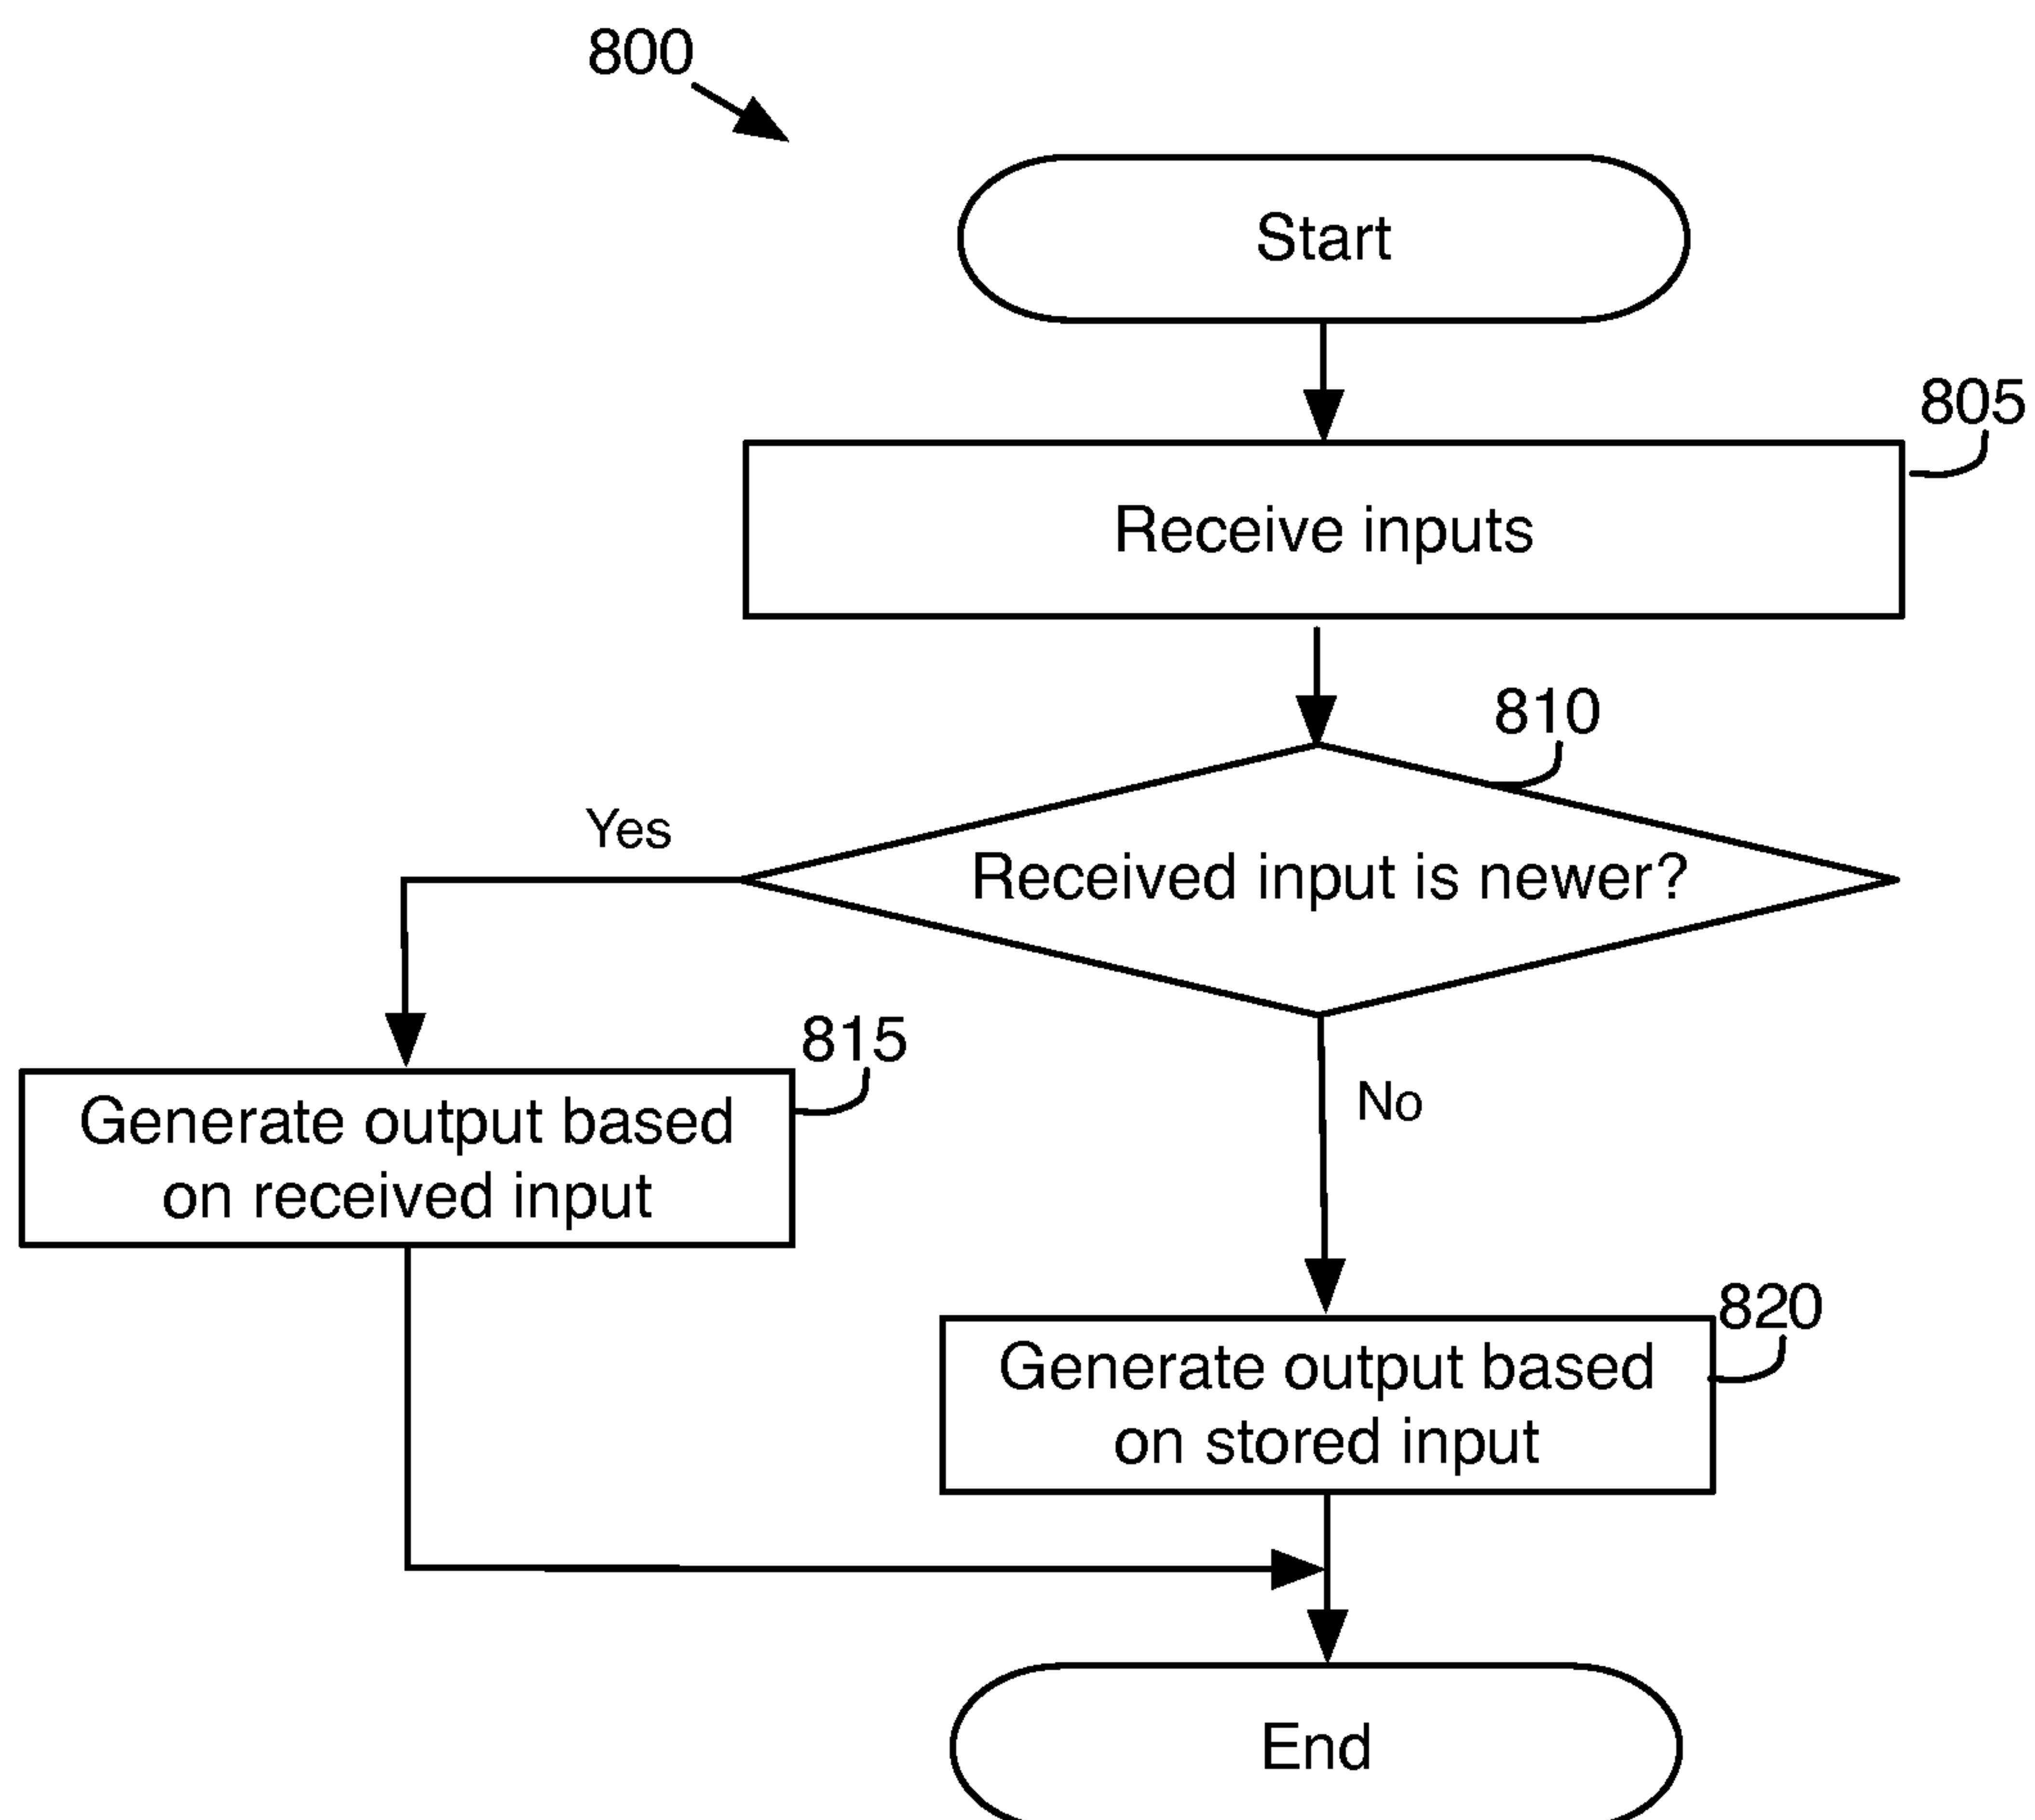 800
Start
805
Receive inputs
810
Yes
Received input is newer?
815
No
Generate output based
on received input
820
Generate output based
on stored input
End